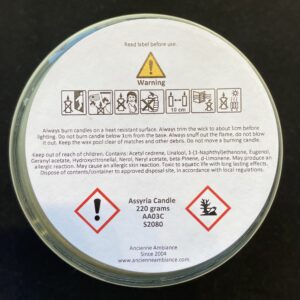 Read label before use.
Warning
10 cm
Always burn candles on a heat resistant surface. Always trim the wick to about 1cm before
lighting. Do not burn candle below 1cm from the base. Always snuff out the flame, do not blow
it out. Keep the wax pool clear of matches and other debris. Do not move a burning candle.
Keep out of reach of children. Contains: Acetyl cedrene, Linalool, 1-(1-Naphthyl)ethanone, Eugenol,
Geranyl acetate, Hydroxycitronellal, Nerol, Neryl acetate, beta Pinene, d-Limonene. May produce an
allergic reaction. May cause an allergic skin reaction. Toxic to aquatic life with long lasting effects.
Dispose of contents/container to approved disposal site, in accordance with local regulations.
Assyria Candle
220 grams
AA03C
S2080
Ancienne Ambiance
Since 2004
www.ancienneambiance.com